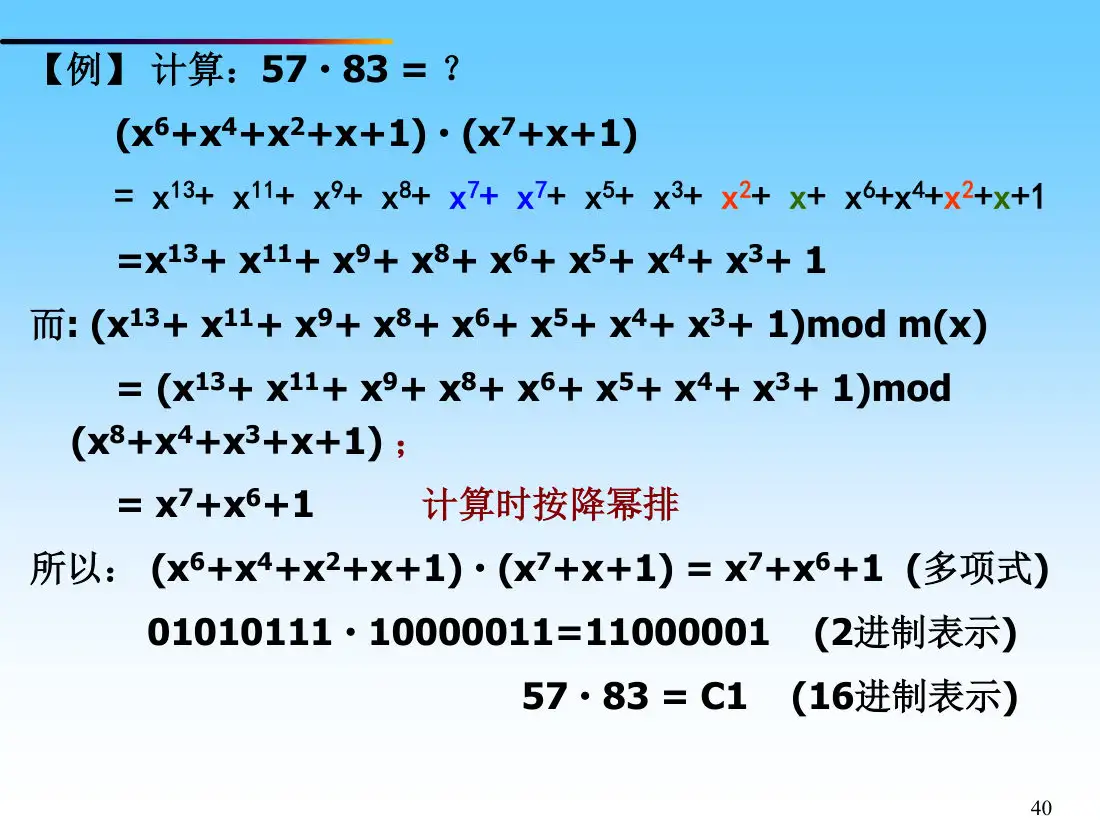 【例】 计算：57 · 83 = ？
(x⁶+x⁴+x²+x+1) · (x⁷+x+1)
= x¹³+ x¹¹+ x⁹+ x⁸+ x⁷+ x⁷+ x⁵+ x³+ x²+ x+ x⁶+x⁴+x²+x+1
=x¹³+ x¹¹+ x⁹+ x⁸+ x⁶+ x⁵+ x⁴+ x³+ 1
而: (x¹³+ x¹¹+ x⁹+ x⁸+ x⁶+ x⁵+ x⁴+ x³+ 1)mod m(x)
= (x¹³+ x¹¹+ x⁹+ x⁸+ x⁶+ x⁵+ x⁴+ x³+ 1)mod
(x⁸+x⁴+x³+x+1) ；
= x⁷+x⁶+1 计算时按降幂排
所以： (x⁶+x⁴+x²+x+1) · (x⁷+x+1) = x⁷+x⁶+1 (多项式)
01010111 · 10000011=11000001 (2进制表示)
57 · 83 = C1 (16进制表示)
40